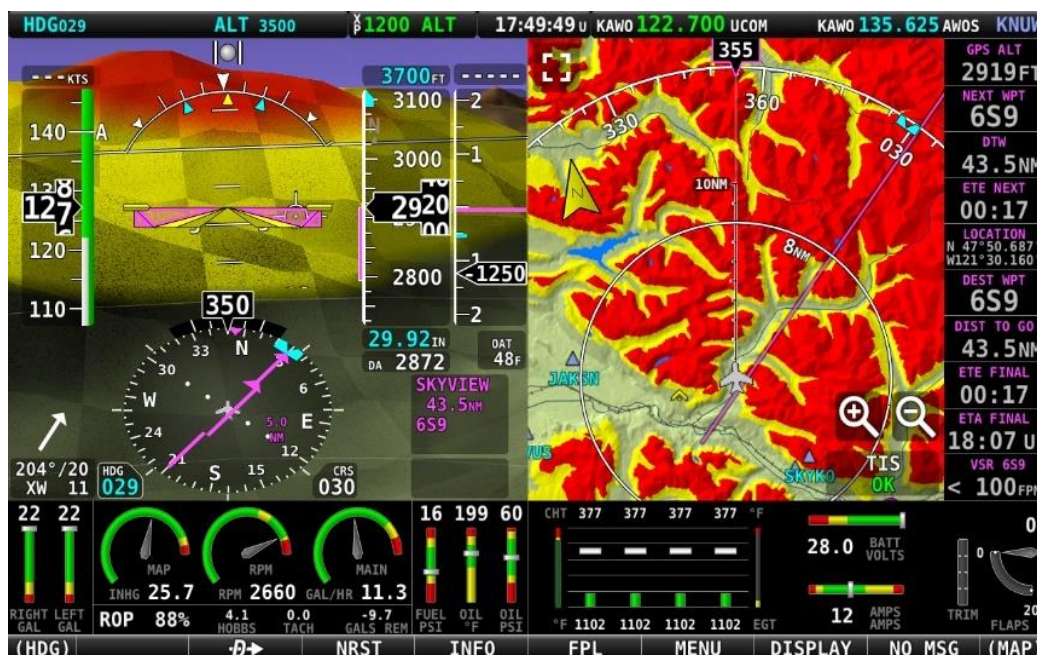 HDG029 ALT 3500 XP 1200 ALT 17:49:49 U KAWO 122.700 UCOM KAWO 135.625 AWOS KNUW
---KTS
140
A
127
120
110
3700FT
-----
3100
3000
2920
2800
2
1
-1250
2
29.92IN
DA 2872
OAT
48F
350
N
33
30
W
24
21
S
15
12
E
6
5.0
NM
SKYVIEW
43.5NM
6S9
204°/20
XW 11
HDG
029
CRS
030
355
330
360
030
10NM
8NM
JAKSN
VUS
SKYKO
TIS
OK
GPS ALT
2919FT
NEXT WPT
6S9
DTW
43.5NM
ETE NEXT
00:17
LOCATION
N 47°50.687'
W121°30.160'
DEST WPT
6S9
DIST TO GO
43.5NM
ETE FINAL
00:17
ETA FINAL
18:07 U
VSR 6S9
< 100FPM
22 22
RIGHT GAL
LEFT GAL
MAP
INHG 25.7
RPM
RPM 2660
MAIN
GAL/HR 11.3
ROP 88%
4.1 HOBBS
0.0 TACH
-9.7 GALS REM
16 199 60
FUEL PSI
OIL °F
OIL PSI
CHT 377 377 377 377 °F
°F 1102 1102 1102 1102 EGT
28.0 BATT VOLTS
12 AMPS AMPS
TRIM
0
0
20
FLAPS
(HDG) D NRST INFO FPL MENU DISPLAY NO MSG (MAP)